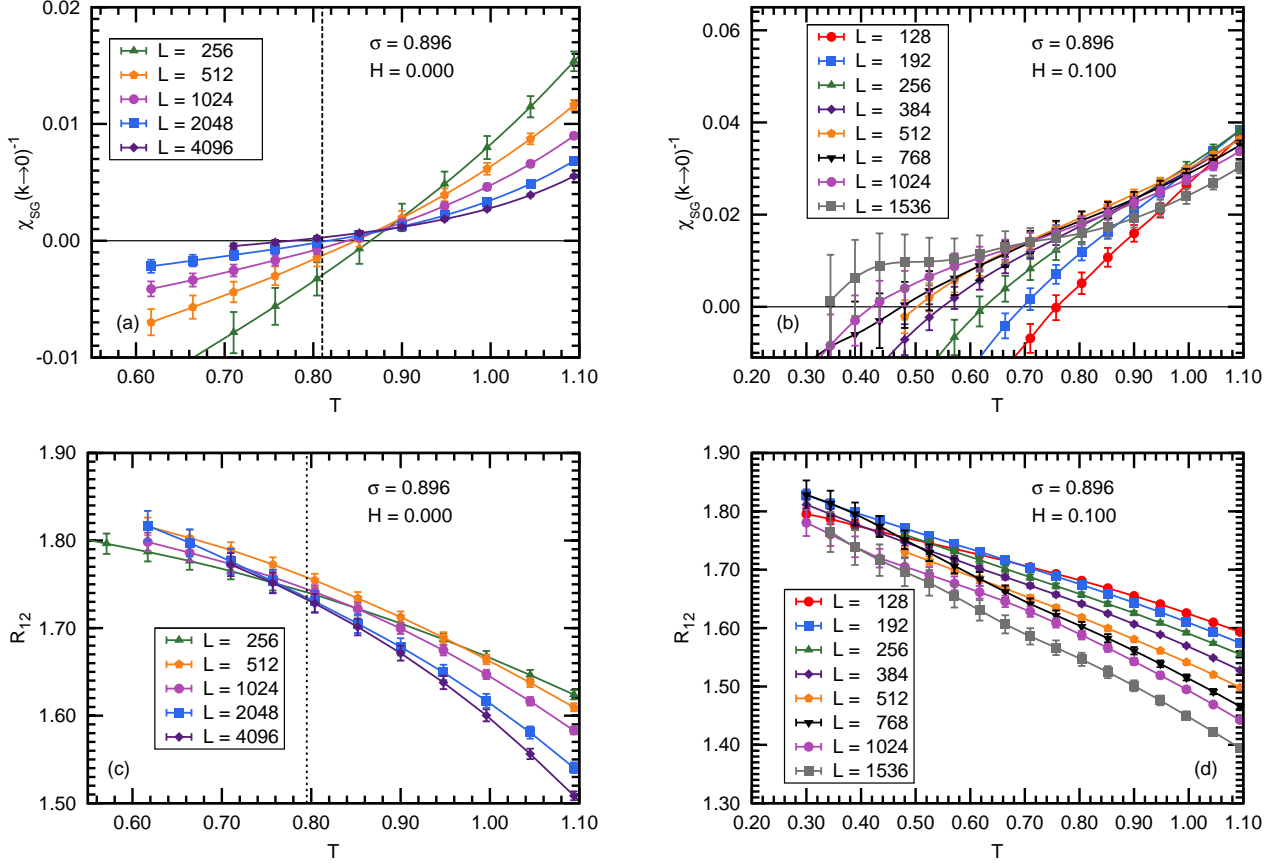 0.02
0.01
0.00
-0.01
χSG(k→0)⁻¹
L = 256
L = 512
L = 1024
L = 2048
L = 4096
σ = 0.896
H = 0.000
(a)
0.60 0.70 0.80 0.90 1.00 1.10
T
0.06
0.04
0.02
0.00
χSG(k→0)⁻¹
L = 128
L = 192
L = 256
L = 384
L = 512
L = 768
L = 1024
L = 1536
σ = 0.896
H = 0.100
(b)
0.20 0.30 0.40 0.50 0.60 0.70 0.80 0.90 1.00 1.10
T
1.90
1.80
1.70
1.60
1.50
R12
σ = 0.896
H = 0.000
L = 256
L = 512
L = 1024
L = 2048
L = 4096
(c)
0.60 0.70 0.80 0.90 1.00 1.10
T
1.90
1.80
1.70
1.60
1.50
1.40
1.30
R12
σ = 0.896
H = 0.100
L = 128
L = 192
L = 256
L = 384
L = 512
L = 768
L = 1024
L = 1536
(d)
0.20 0.30 0.40 0.50 0.60 0.70 0.80 0.90 1.00 1.10
T